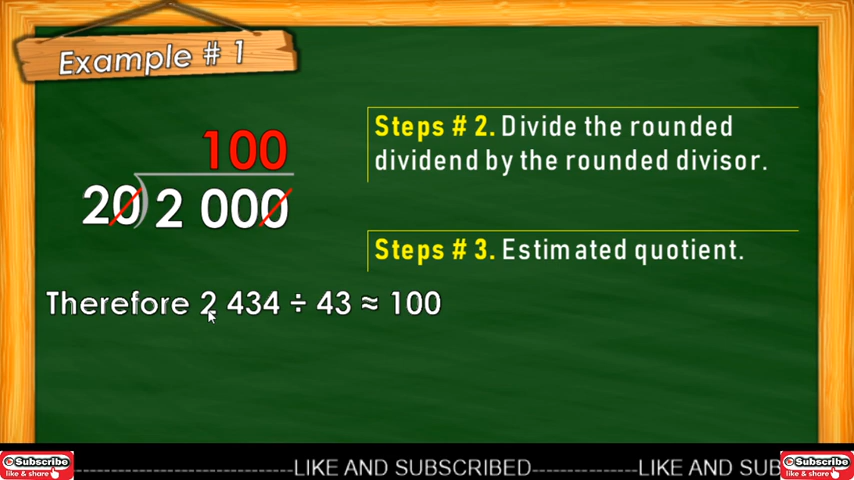 Example # 1
100
20 2 000
Steps # 2. Divide the rounded
dividend by the rounded divisor.
Steps # 3. Estimated quotient.
Therefore 2 434 ÷ 43 ≈ 100
Subscribe
like & share
---------------------LIKE AND SUBSCRIBED---------------------LIKE AND SUB
Subscribe
like & share